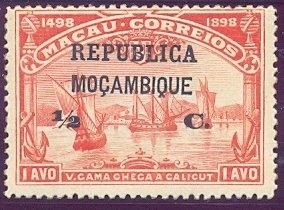 1498 1898
MACAU·CORREIOS
REPUBLICA
MOÇAMBIQUE
½ C.
1 AVO 1 AVO
V. GAMA CHEGA A CALICUT